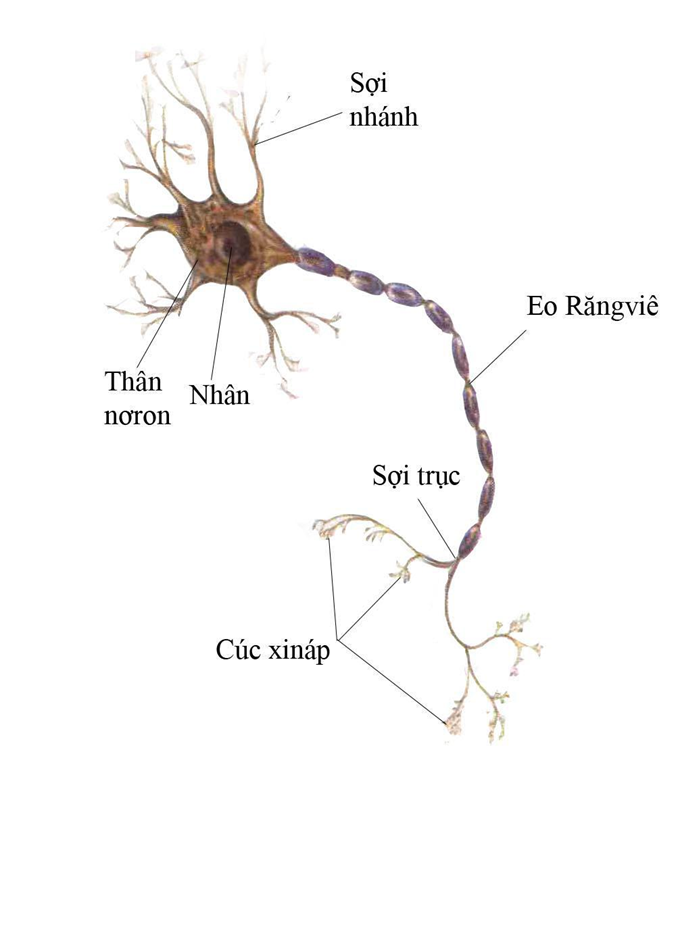 Sợi
nhánh
Eo Răngviê
Thân
nơron
Nhân
Sợi trục
Cúc xináp